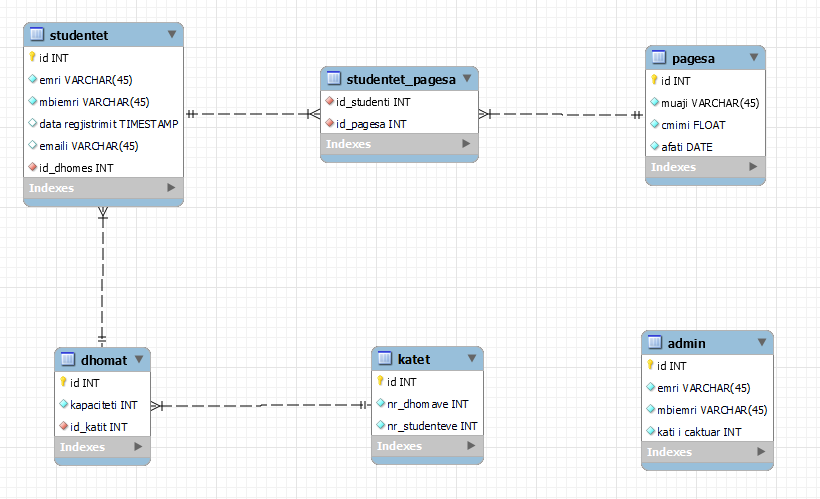 studentet
id INT
emri VARCHAR(45)
mbiemri VARCHAR(45)
data regjistrimit TIMESTAMP
emaili VARCHAR(45)
id_dhomes INT
Indexes
studentet_pagesa
id_studenti INT
id_pagesa INT
Indexes
pagesa
id INT
muaji VARCHAR(45)
cmimi FLOAT
afati DATE
Indexes
dhomat
id INT
kapaciteti INT
id_katit INT
Indexes
katet
id INT
nr_dhomave INT
nr_studenteve INT
Indexes
admin
id INT
emri VARCHAR(45)
mbiemri VARCHAR(45)
kati i caktuar INT
Indexes